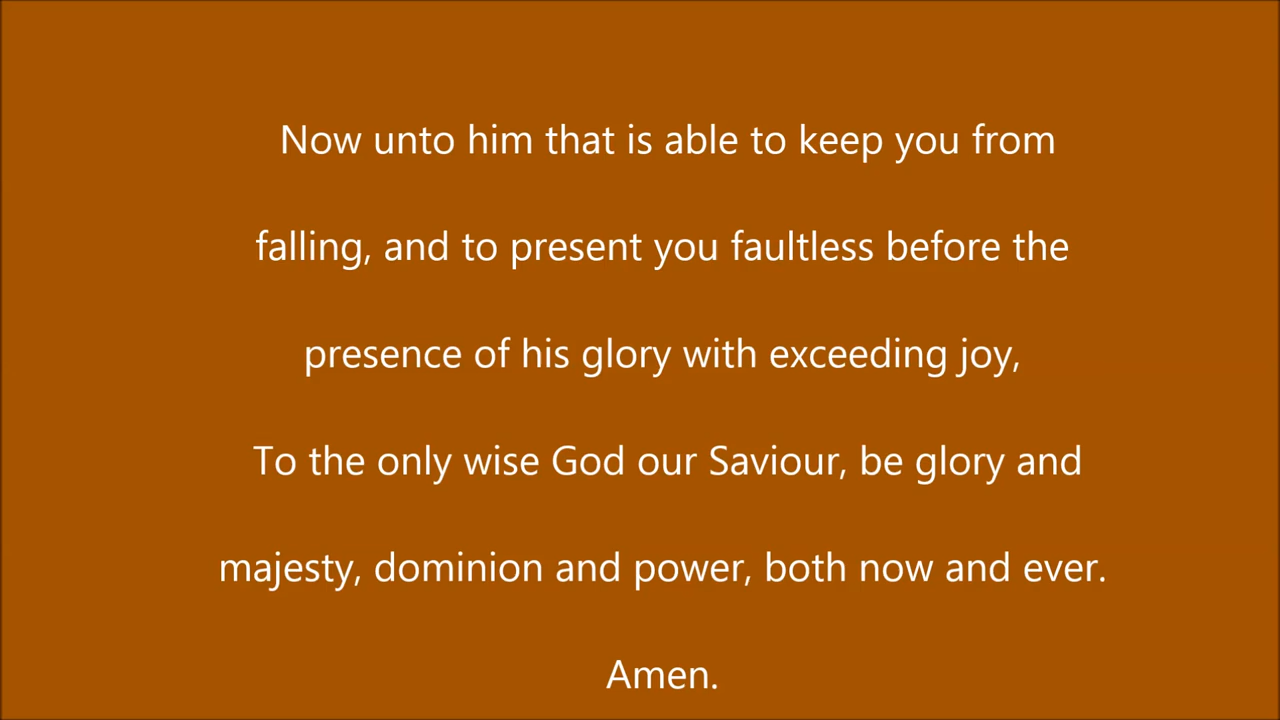 Now unto him that is able to keep you from
falling, and to present you faultless before the
presence of his glory with exceeding joy,
To the only wise God our Saviour, be glory and
majesty, dominion and power, both now and ever.
Amen.